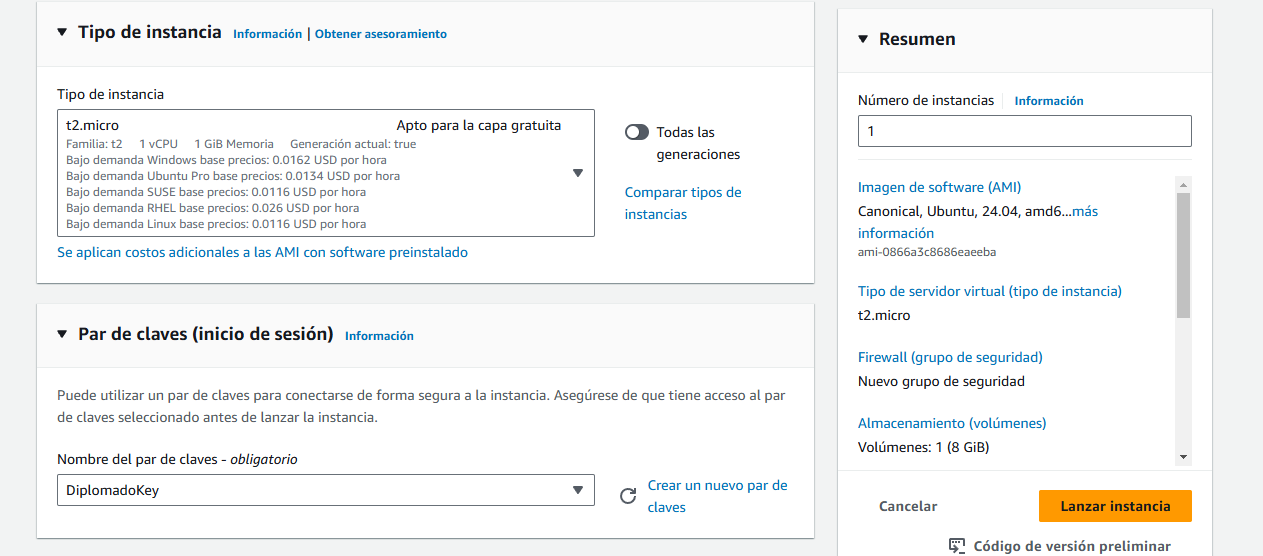 Tipo de instancia Información | Obtener asesoramiento
Tipo de instancia
t2.micro Apto para la capa gratuita
Familia: t2 1 vCPU 1 GiB Memoria Generación actual: true
Bajo demanda Windows base precios: 0.0162 USD por hora
Bajo demanda Ubuntu Pro base precios: 0.0134 USD por hora
Bajo demanda SUSE base precios: 0.0116 USD por hora
Bajo demanda RHEL base precios: 0.026 USD por hora
Bajo demanda Linux base precios: 0.0116 USD por hora
Todas las
generaciones
Comparar tipos de
instancias
Se aplican costos adicionales a las AMI con software preinstalado
Par de claves (inicio de sesión) Información
Puede utilizar un par de claves para conectarse de forma segura a la instancia. Asegúrese de que tiene acceso al par
de claves seleccionado antes de lanzar la instancia.
Nombre del par de claves - obligatorio
DiplomadoKey
Crear un nuevo par de
claves
Resumen
Número de instancias Información
1
Imagen de software (AMI)
Canonical, Ubuntu, 24.04, amd6...más
información
ami-0866a3c8686eaeeba
Tipo de servidor virtual (tipo de instancia)
t2.micro
Firewall (grupo de seguridad)
Nuevo grupo de seguridad
Almacenamiento (volúmenes)
Volúmenes: 1 (8 GiB)
Cancelar
Lanzar instancia
Código de versión preliminar